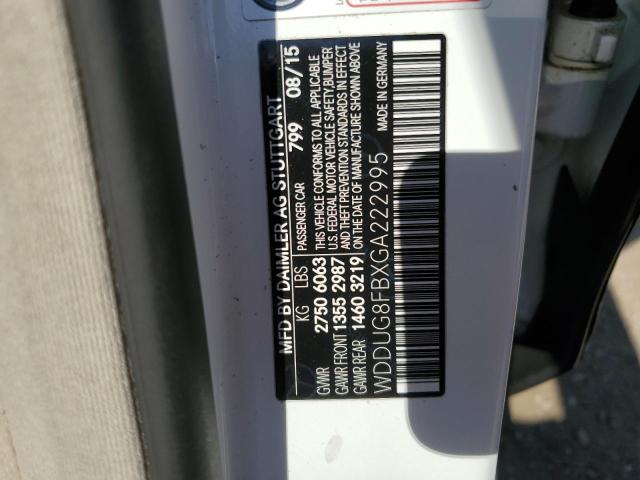 MFD BY DAIMLER AG STUTTGART
799 08/15
KG LBS PASSENGER CAR
GVWR 2750 6063 THIS VEHICLE CONFORMS TO ALL APPLICABLE
GAWR FRONT 1355 2987 U.S. FEDERAL MOTOR VEHICLE SAFETY, BUMPER
AND THEFT PREVENTION STANDARDS IN EFFECT
GAWR REAR 1460 3219 ON THE DATE OF MANUFACTURE SHOWN ABOVE
WDDUG8FBXGA222995 MADE IN GERMANY